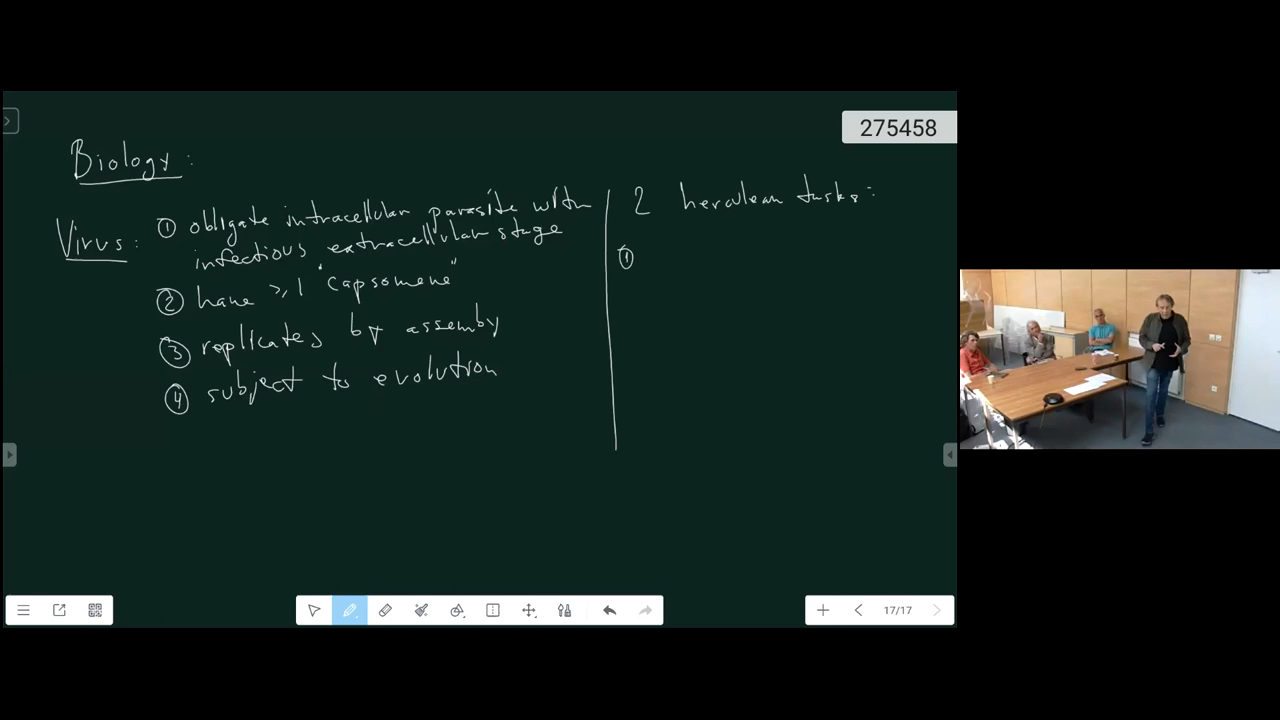 275458
Biology:
Virus: ① obligate intracellular parasite with
infectious extracellular stage
② have ≥1 "capsomere"
③ replicates by assembly
④ subject to evolution
2 herculean tasks:
①
17/17